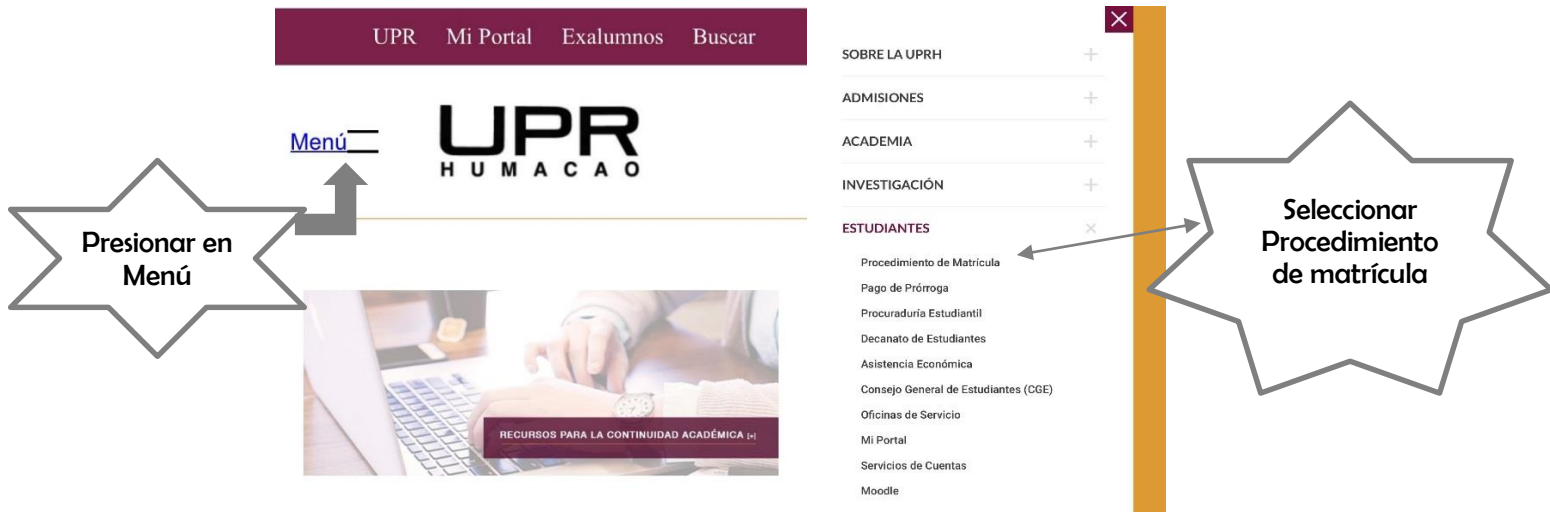 UPR Mi Portal Exalumnos Buscar
Menú
UPR
HUMACAO
Presionar en
Menú
RECURSOS PARA LA CONTINUIDAD ACADÉMICA [+]
SOBRE LA UPRH
ADMISIONES
ACADEMIA
INVESTIGACIÓN
ESTUDIANTES
Procedimiento de Matrícula
Pago de Prórroga
Procuraduría Estudiantil
Decanato de Estudiantes
Asistencia Económica
Consejo General de Estudiantes (CGE)
Oficinas de Servicio
Mi Portal
Servicios de Cuentas
Moodle
Seleccionar
Procedimiento
de matrícula